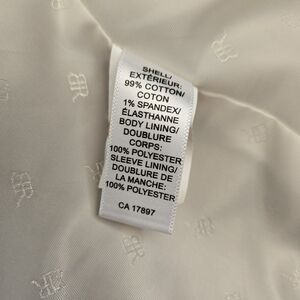 SHELL/
EXTÉRIEUR:
99% COTTON/
COTON
1% SPANDEX/
ÉLASTHANNE
BODY LINING/
DOUBLURE
CORPS:
100% POLYESTER
SLEEVE LINING/
DOUBLURE DE
LA MANCHE:
100% POLYESTER
CA 17897